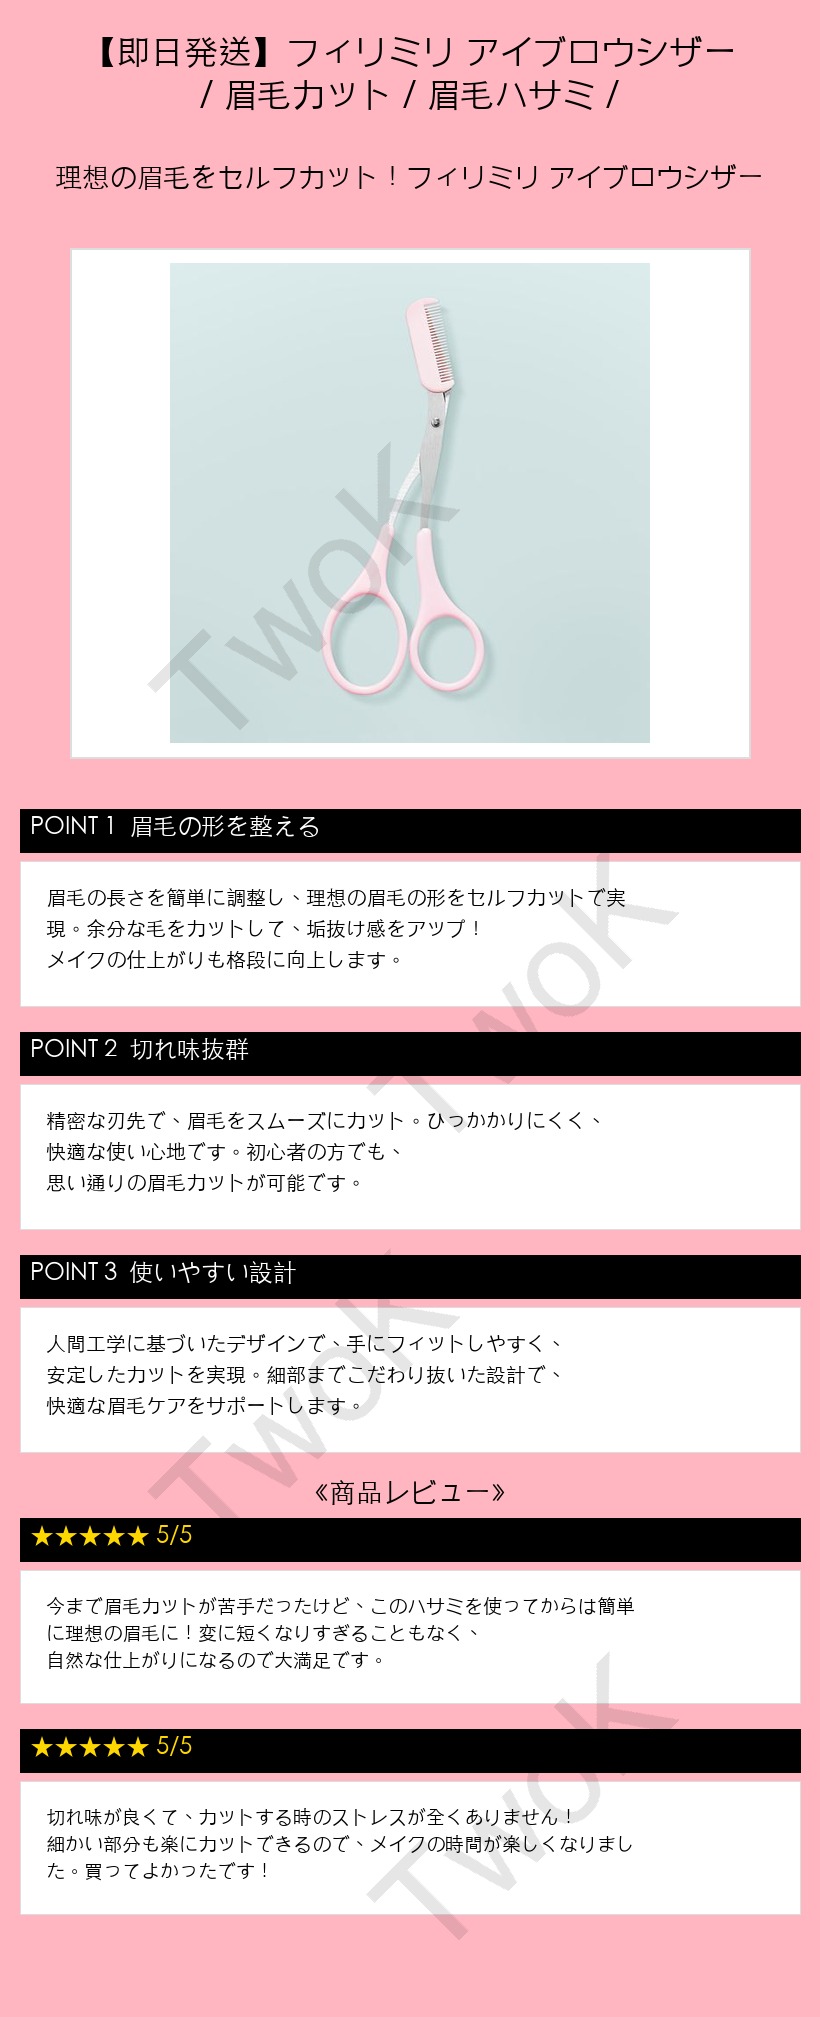 【即日発送】フィリミリ アイブロウシザー
/ 眉毛カット / 眉毛ハサミ /
理想の眉毛をセルフカット！フィリミリ アイブロウシザー
TwoK
POINT 1 眉毛の形を整える
眉毛の長さを簡単に調整し、理想の眉毛の形をセルフカットで実
現。余分な毛をカットして、垢抜け感をアップ！
メイクの仕上がりも格段に向上します。
TwoK
POINT 2 切れ味抜群
精密な刃先で、眉毛をスムーズにカット。ひっかかりにくく、
快適な使い心地です。初心者の方でも、
思い通りの眉毛カットが可能です。
POINT 3 使いやすい設計
人間工学に基づいたデザインで、手にフィットしやすく、
安定したカットを実現。細部までこだわり抜いた設計で、
快適な眉毛ケアをサポートします。
TwoK
《商品レビュー》
★★★★★ 5/5
今まで眉毛カットが苦手だったけど、このハサミを使ってからは簡単
に理想の眉毛に！変に短くなりすぎることもなく、
自然な仕上がりになるので大満足です。
★★★★★ 5/5
切れ味が良くて、カットする時のストレスが全くありません！
細かい部分も楽にカットできるので、メイクの時間が楽しくなりまし
た。買ってよかったです！
TwoK